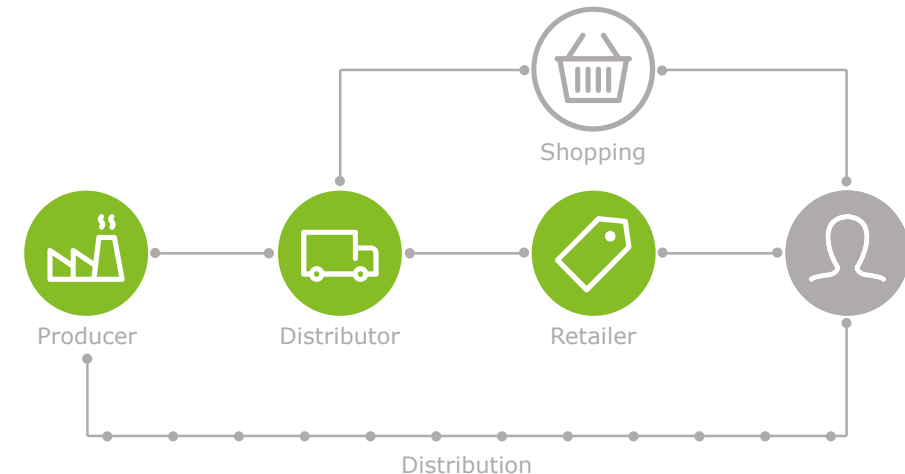 Shopping
Producer
Distributor
Retailer
Distribution